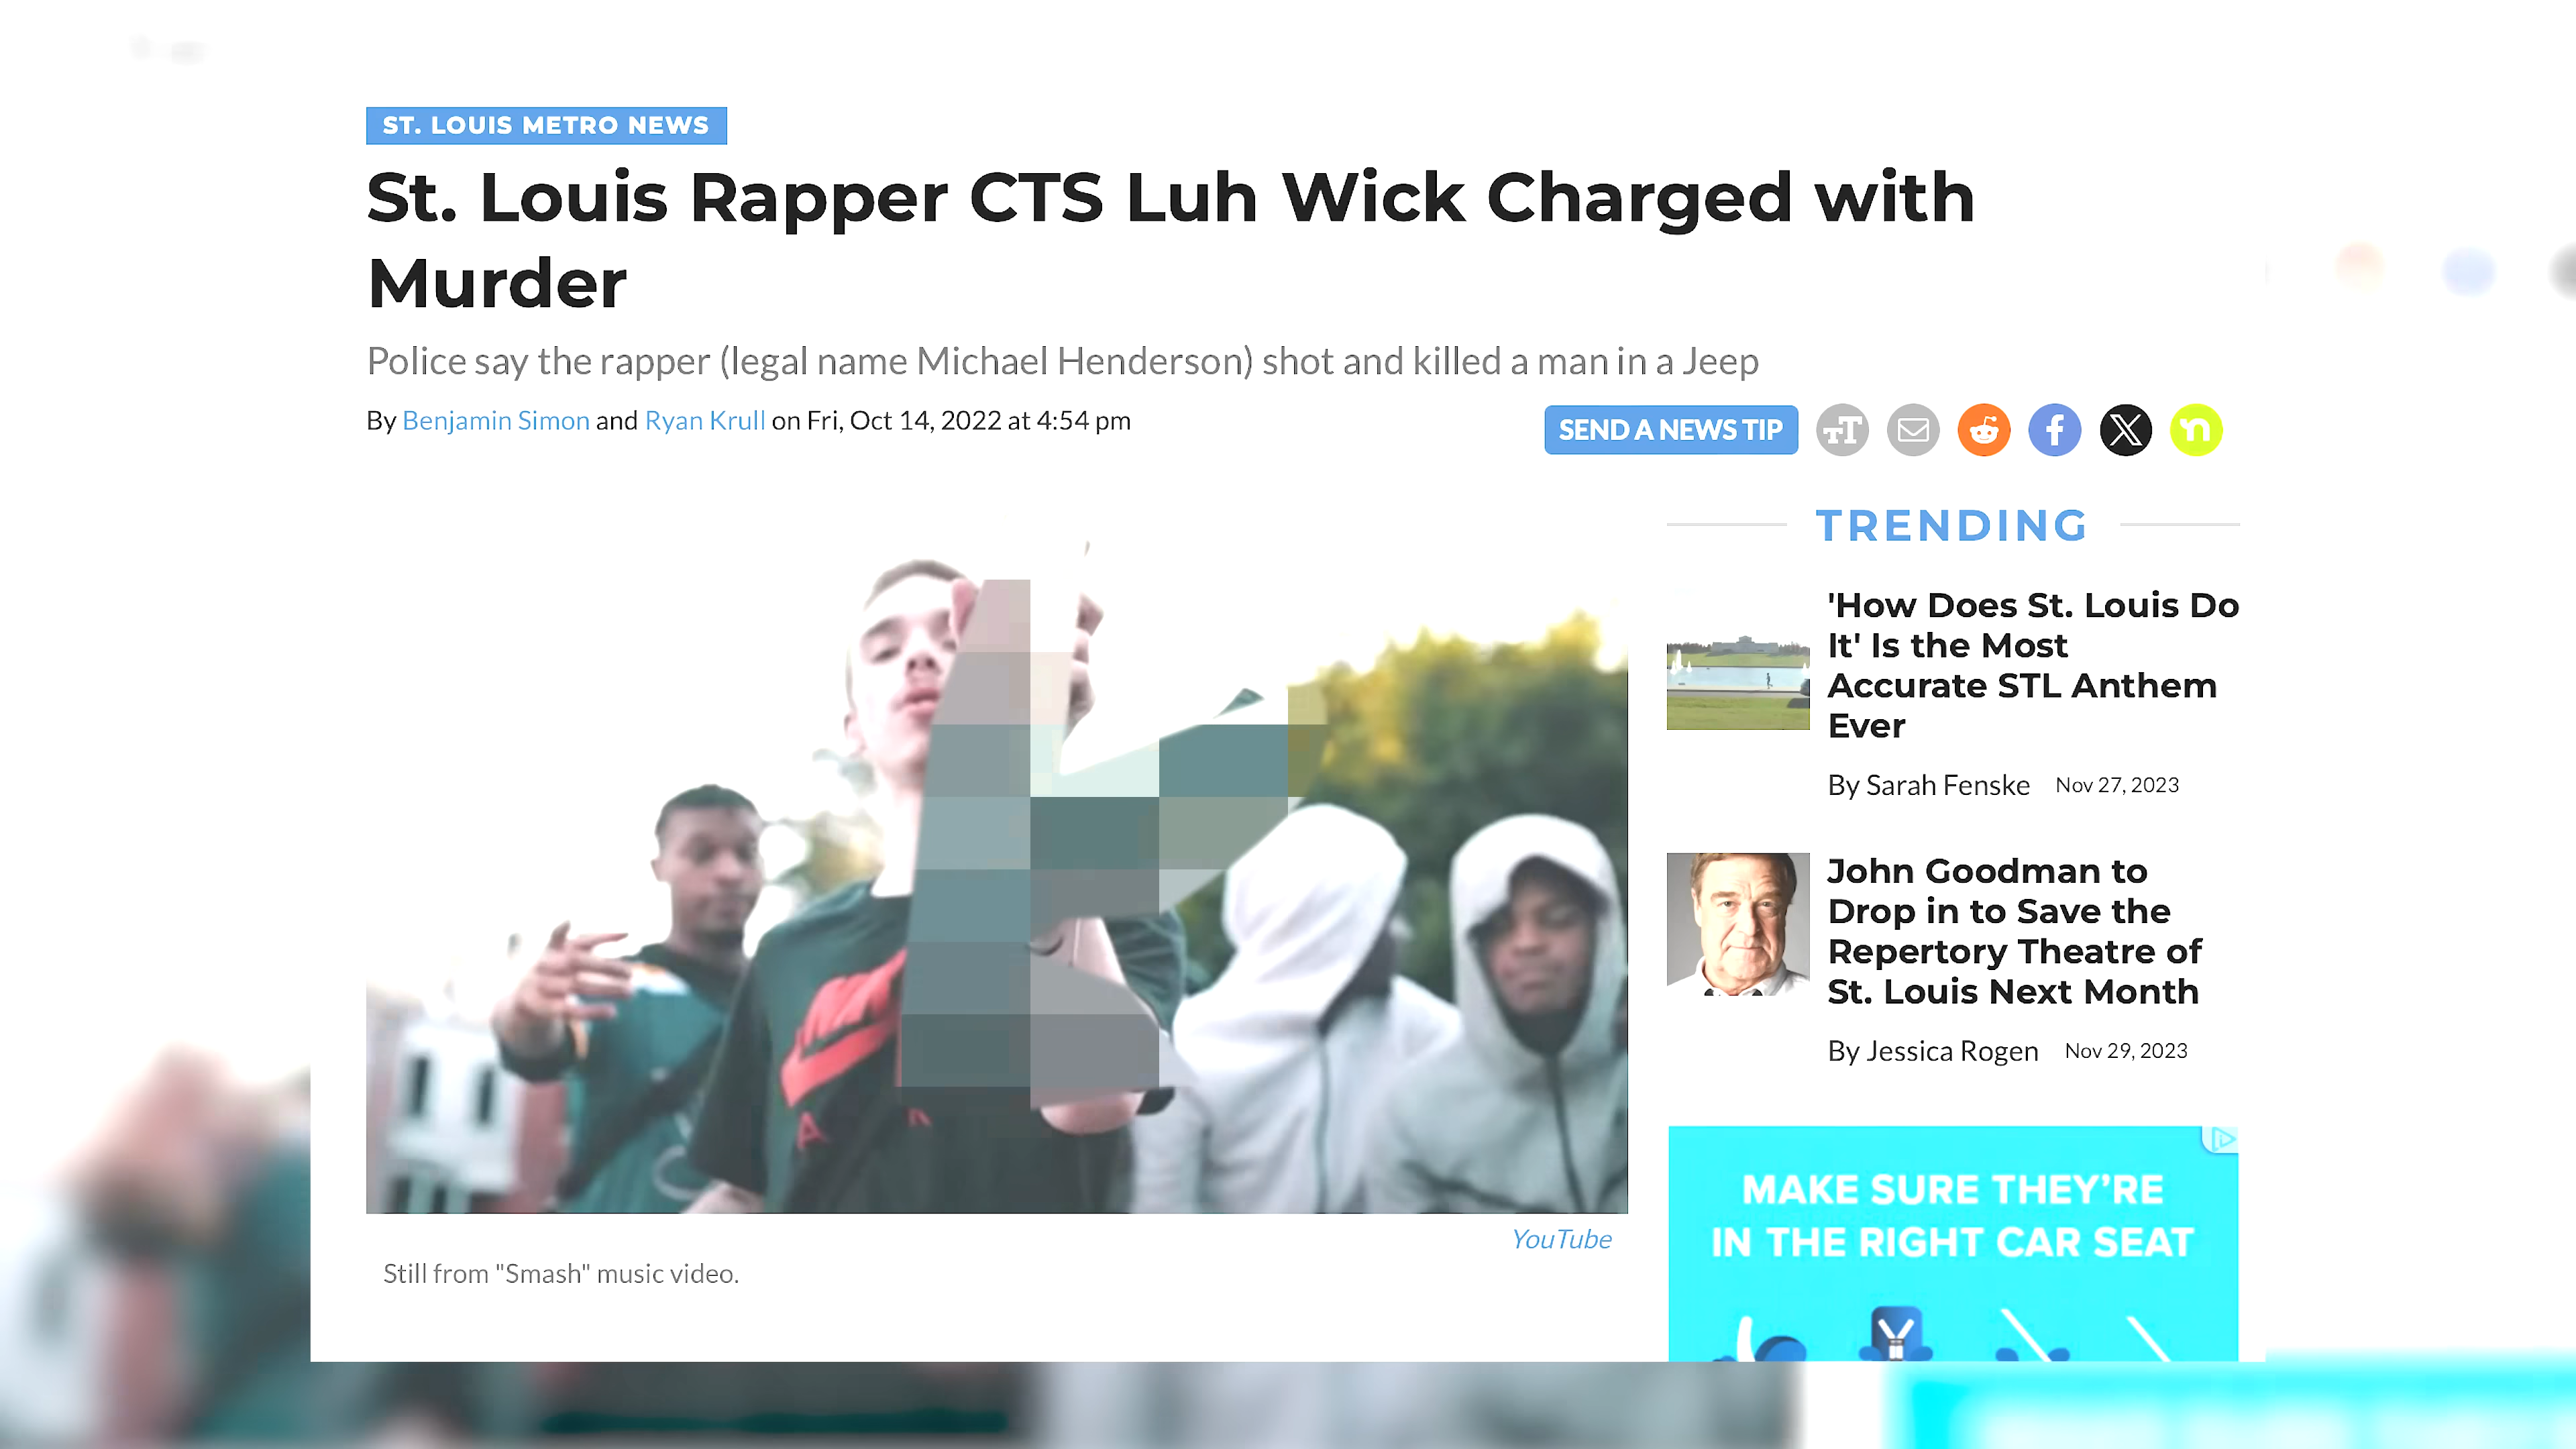 ST. LOUIS METRO NEWS
St. Louis Rapper CTS Luh Wick Charged with
Murder
Police say the rapper (legal name Michael Henderson) shot and killed a man in a Jeep
By Benjamin Simon and Ryan Krull on Fri, Oct 14, 2022 at 4:54 pm
SEND A NEWS TIP
TRENDING
'How Does St. Louis Do
It' Is the Most
Accurate STL Anthem
Ever
By Sarah Fenske Nov 27, 2023
John Goodman to
Drop in to Save the
Repertory Theatre of
St. Louis Next Month
By Jessica Rogen Nov 29, 2023
MAKE SURE THEY'RE
IN THE RIGHT CAR SEAT
YouTube
Still from "Smash" music video.